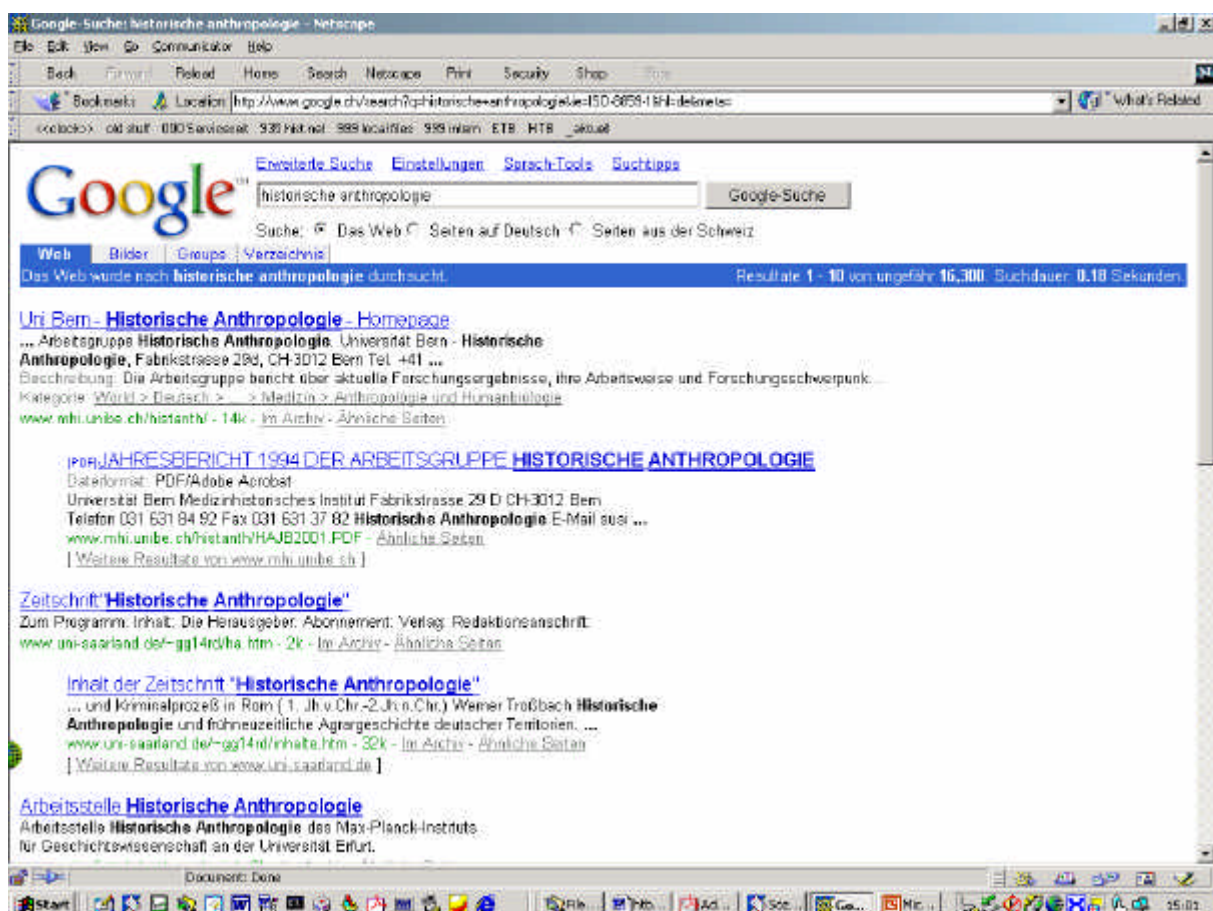 Google-Suche: historische anthropologie - Netscape
File Edit View Go Communicator Help
Back Forward Reload Home Search Netscape Print Security Shop
Bookmarks Location http://www.google.ch/search?q=historische+anthropologie&ie=ISO-8859-1&hl=de&meta= What's Related
old stuff
Erweiterte Suche Einstellungen Sprach-Tools Suchtipps
Google
historische anthropologie Google-Suche
Suche: Das Web Seiten auf Deutsch Seiten aus der Schweiz
Web Bilder Groups Verzeichnis
Das Web wurde nach historische anthropologie durchsucht. Resultate 1 - 10 von ungefähr 16,300. Suchdauer: 0.18 Sekunden.
Uni Bern - Historische Anthropologie - Homepage
... Arbeitsgruppe Historische Anthropologie. Universität Bern - Historische
Anthropologie, Fabrikstrasse 29d, CH-3012 Bern Tel. +41 ...
Beschreibung: Die Arbeitsgruppe bericht über aktuelle Forschungsergebnisse, ihre Arbeitsweise und Forschungsschwerpunk...
Kategorie: World > Deutsch > ... > Medizin > Anthropologie und Humanbiologie
www.mhi.unibe.ch/histanth/ - 14k - Im Archiv - Ähnliche Seiten
[PDF] JAHRESBERICHT 1994 DER ARBEITSGRUPPE HISTORISCHE ANTHROPOLOGIE
Dateiformat: PDF/Adobe Acrobat
Universität Bern Medizinhistorisches Institut Fabrikstrasse 29 D CH-3012 Bern
Telefon 031 631 84 92 Fax 031 631 37 82 Historische Anthropologie E-Mail susi ...
www.mhi.unibe.ch/histanth/HAJB2001.PDF - Ähnliche Seiten
[ Weitere Resultate von www.mhi.unibe.ch ]
Zeitschrift"Historische Anthropologie"
Zum Programm. Inhalt. Die Herausgeber. Abonnement. Verlag. Redaktionsanschrift.
www.uni-saarland.de/~gg14rd/ha.htm - 2k - Im Archiv - Ähnliche Seiten
Inhalt der Zeitschrift "Historische Anthropologie"
... und Kriminalprozeß in Rom ( 1. Jh.v.Chr.-2.Jh.n.Chr.) Werner Troßbach Historische
Anthropologie und frühneuzeitliche Agrargeschichte deutscher Territorien. ...
www.uni-saarland.de/~gg14rd/inhalte.htm - 32k - Im Archiv - Ähnliche Seiten
[ Weitere Resultate von www.uni-saarland.de ]
Arbeitsstelle Historische Anthropologie
Arbeitsstelle Historische Anthropologie des Max-Planck-Instituts
für Geschichtswissenschaft an der Universität Erfurt.
Document: Done
Start 15:01